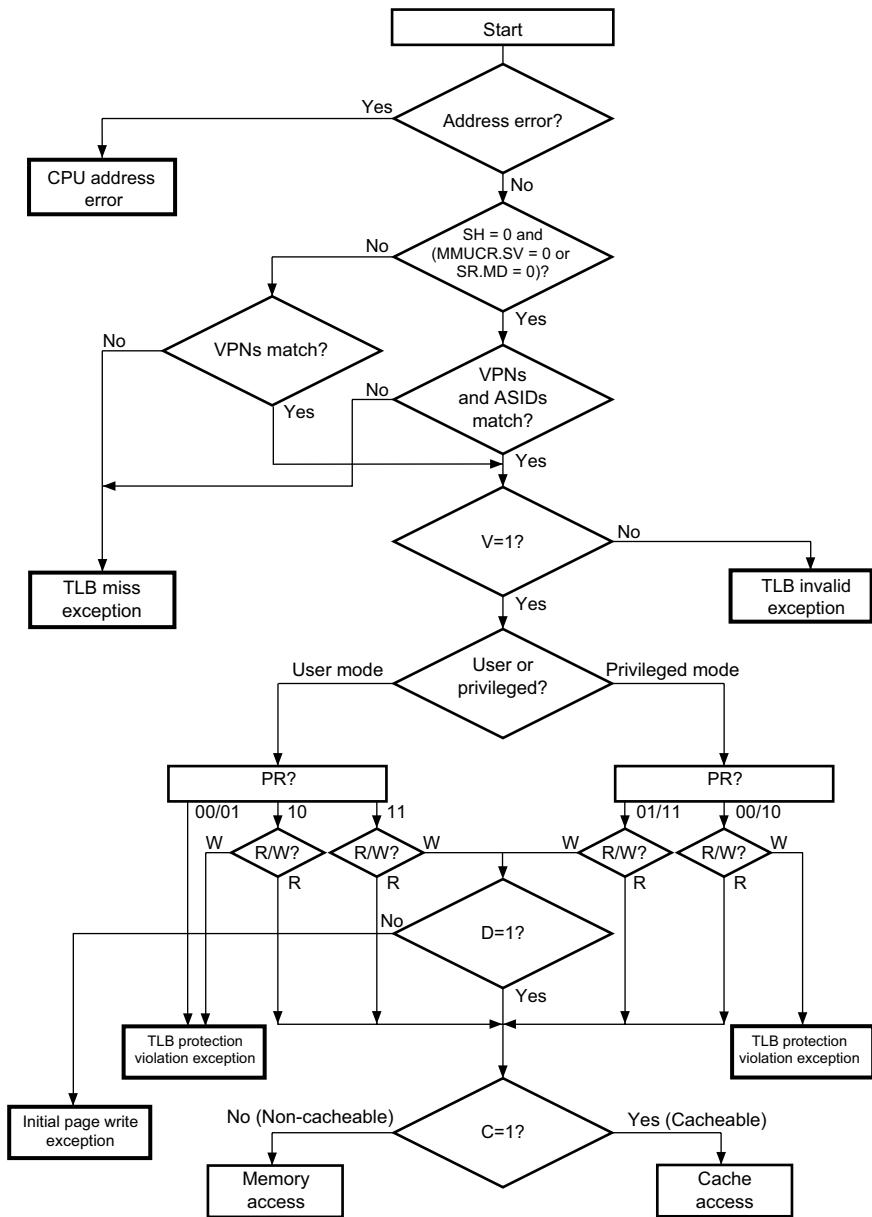 Start
Yes
Address error?
CPU address
error
No
SH = 0 and
(MMUCR.SV = 0 or
SR.MD = 0)?
No
Yes
No
VPNs match?
No
VPNs
and ASIDs
match?
Yes
Yes
V=1?
No
TLB miss
exception
Yes
TLB invalid
exception
User mode
User or
privileged?
Privileged mode
PR?
PR?
00/01
10
11
01/11
00/10
W
R/W?
R/W?
W
W
R/W?
R/W?
W
R
R
R
R
No
D=1?
Yes
TLB protection
violation exception
TLB protection
violation exception
No (Non-cacheable)
C=1?
Yes (Cacheable)
Initial page write
exception
Memory
access
Cache
access